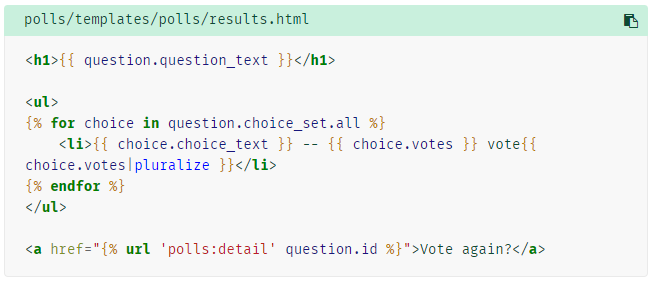 polls/templates/polls/results.html
<h1>{{ question.question_text }}</h1>
<ul>
{% for choice in question.choice_set.all %}
    <li>{{ choice.choice_text }} -- {{ choice.votes }} vote{{
choice.votes|pluralize }}</li>
{% endfor %}
</ul>
<a href="{% url 'polls:detail' question.id %}">Vote again?</a>